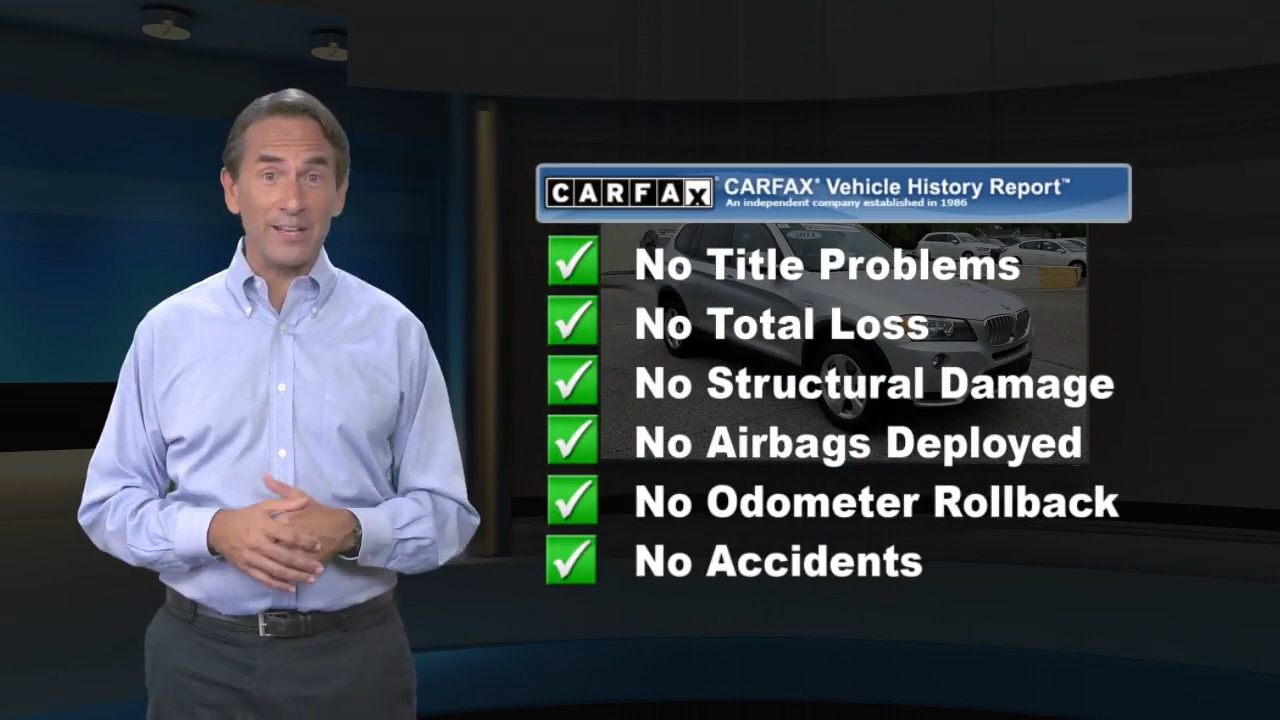 CARFAX
CARFAX® Vehicle History Report™
An independent company established in 1986
No Title Problems
No Total Loss
No Structural Damage
No Airbags Deployed
No Odometer Rollback
No Accidents